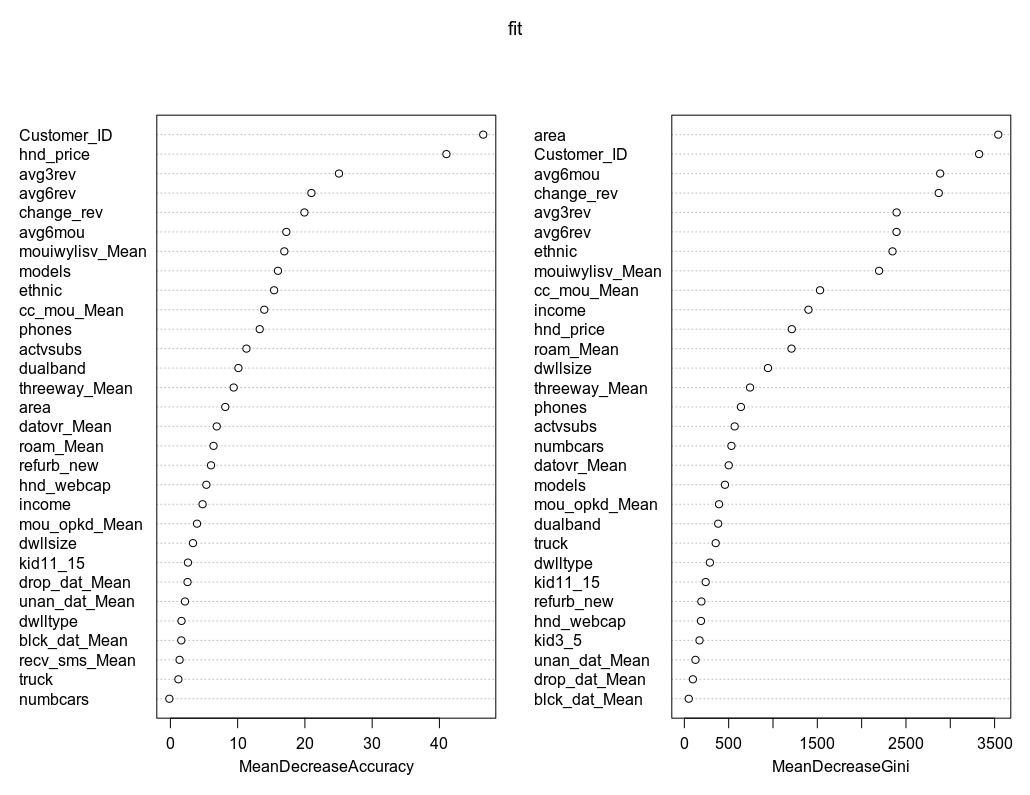 fit
Customer_ID
hnd_price
avg3rev
avg6rev
change_rev
avg6mou
mouiwylisv_Mean
models
ethnic
cc_mou_Mean
phones
actvsubs
dualband
threeway_Mean
area
datovr_Mean
roam_Mean
refurb_new
hnd_webcap
income
mou_opkd_Mean
dwllsize
kid11_15
drop_dat_Mean
unan_dat_Mean
dwlltype
blck_dat_Mean
recv_sms_Mean
truck
numbcars
0 10 20 30 40
MeanDecreaseAccuracy
area
Customer_ID
avg6mou
change_rev
avg3rev
avg6rev
ethnic
mouiwylisv_Mean
cc_mou_Mean
income
hnd_price
roam_Mean
dwllsize
threeway_Mean
phones
actvsubs
numbcars
datovr_Mean
models
mou_opkd_Mean
dualband
truck
dwlltype
kid11_15
refurb_new
hnd_webcap
kid3_5
unan_dat_Mean
drop_dat_Mean
blck_dat_Mean
0 500 1500 2500 3500
MeanDecreaseGini